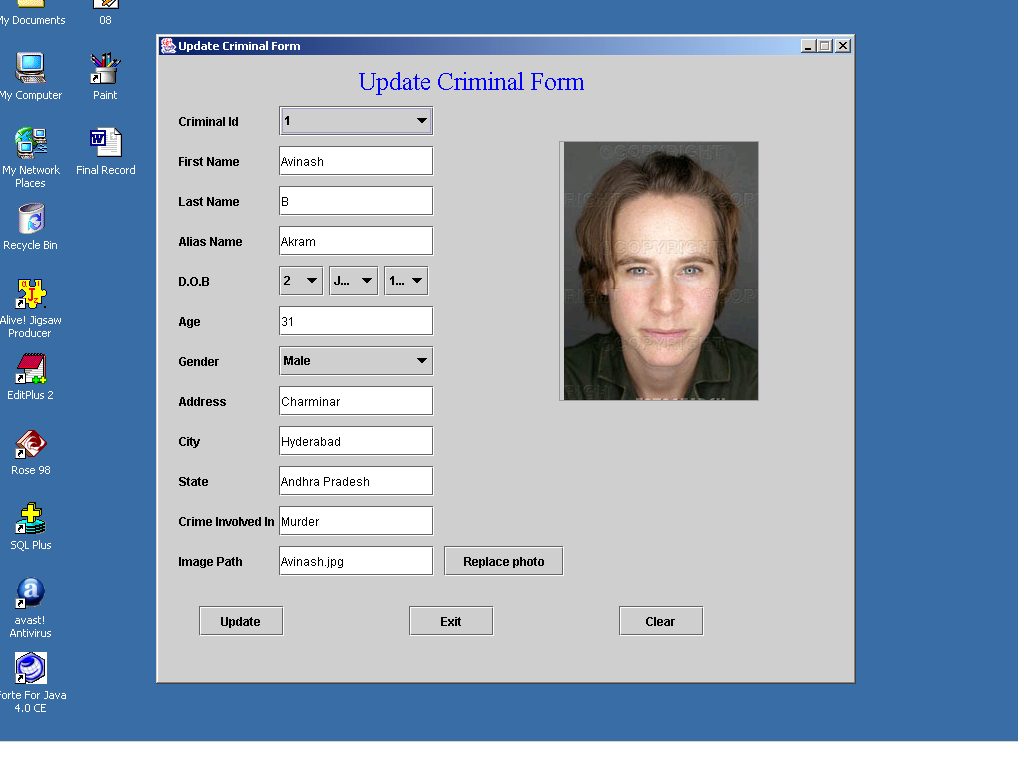 My Documents
08
My Computer
Paint
My Network
Places
Final Record
Recycle Bin
Alive! Jigsaw
Producer
EditPlus 2
Rose 98
SQL Plus
avast!
Antivirus
Forte For Java
4.0 CE
Update Criminal Form
Update Criminal Form
Criminal Id 1
First Name Avinash
Last Name B
Alias Name Akram
D.O.B 2 J... 1...
Age 31
Gender Male
Address Charminar
City Hyderabad
State Andhra Pradesh
Crime Involved In Murder
Image Path Avinash.jpg Replace photo
Update Exit Clear
©COPYRIGHT
©COPYRIGHT
©COPYRIGHT